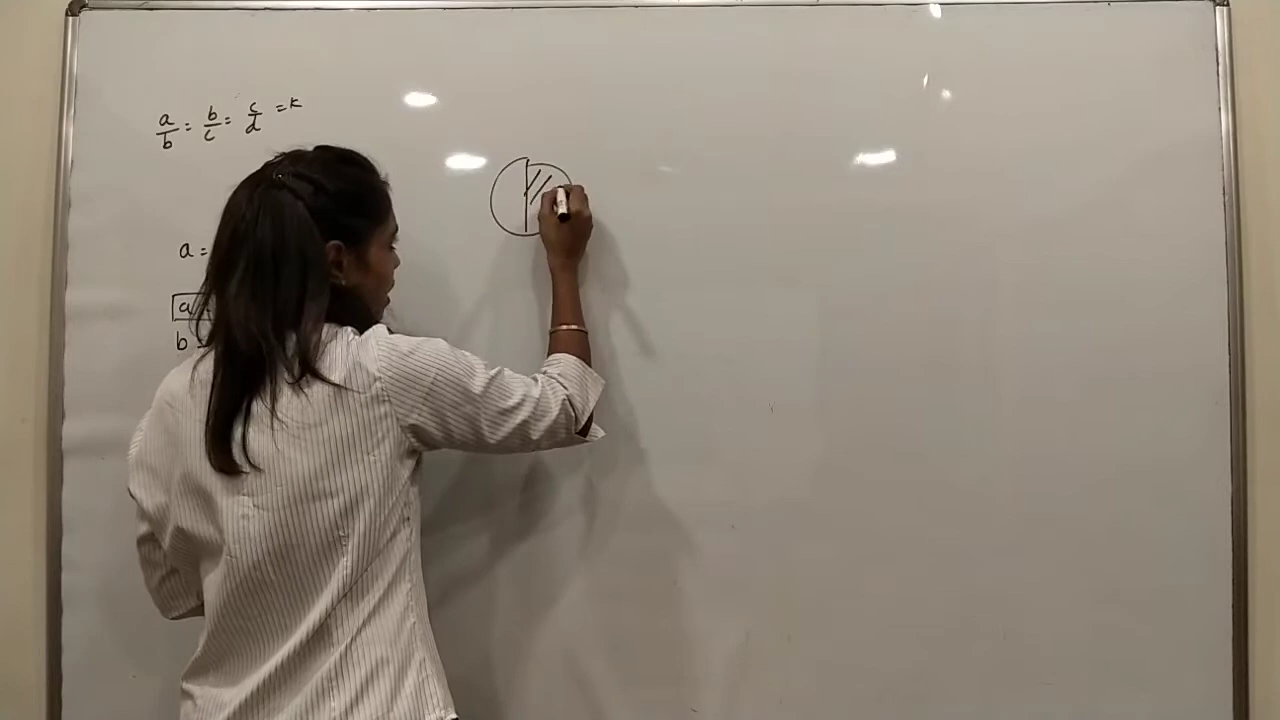 a/b = b/c = c/d = k
a =
a
b